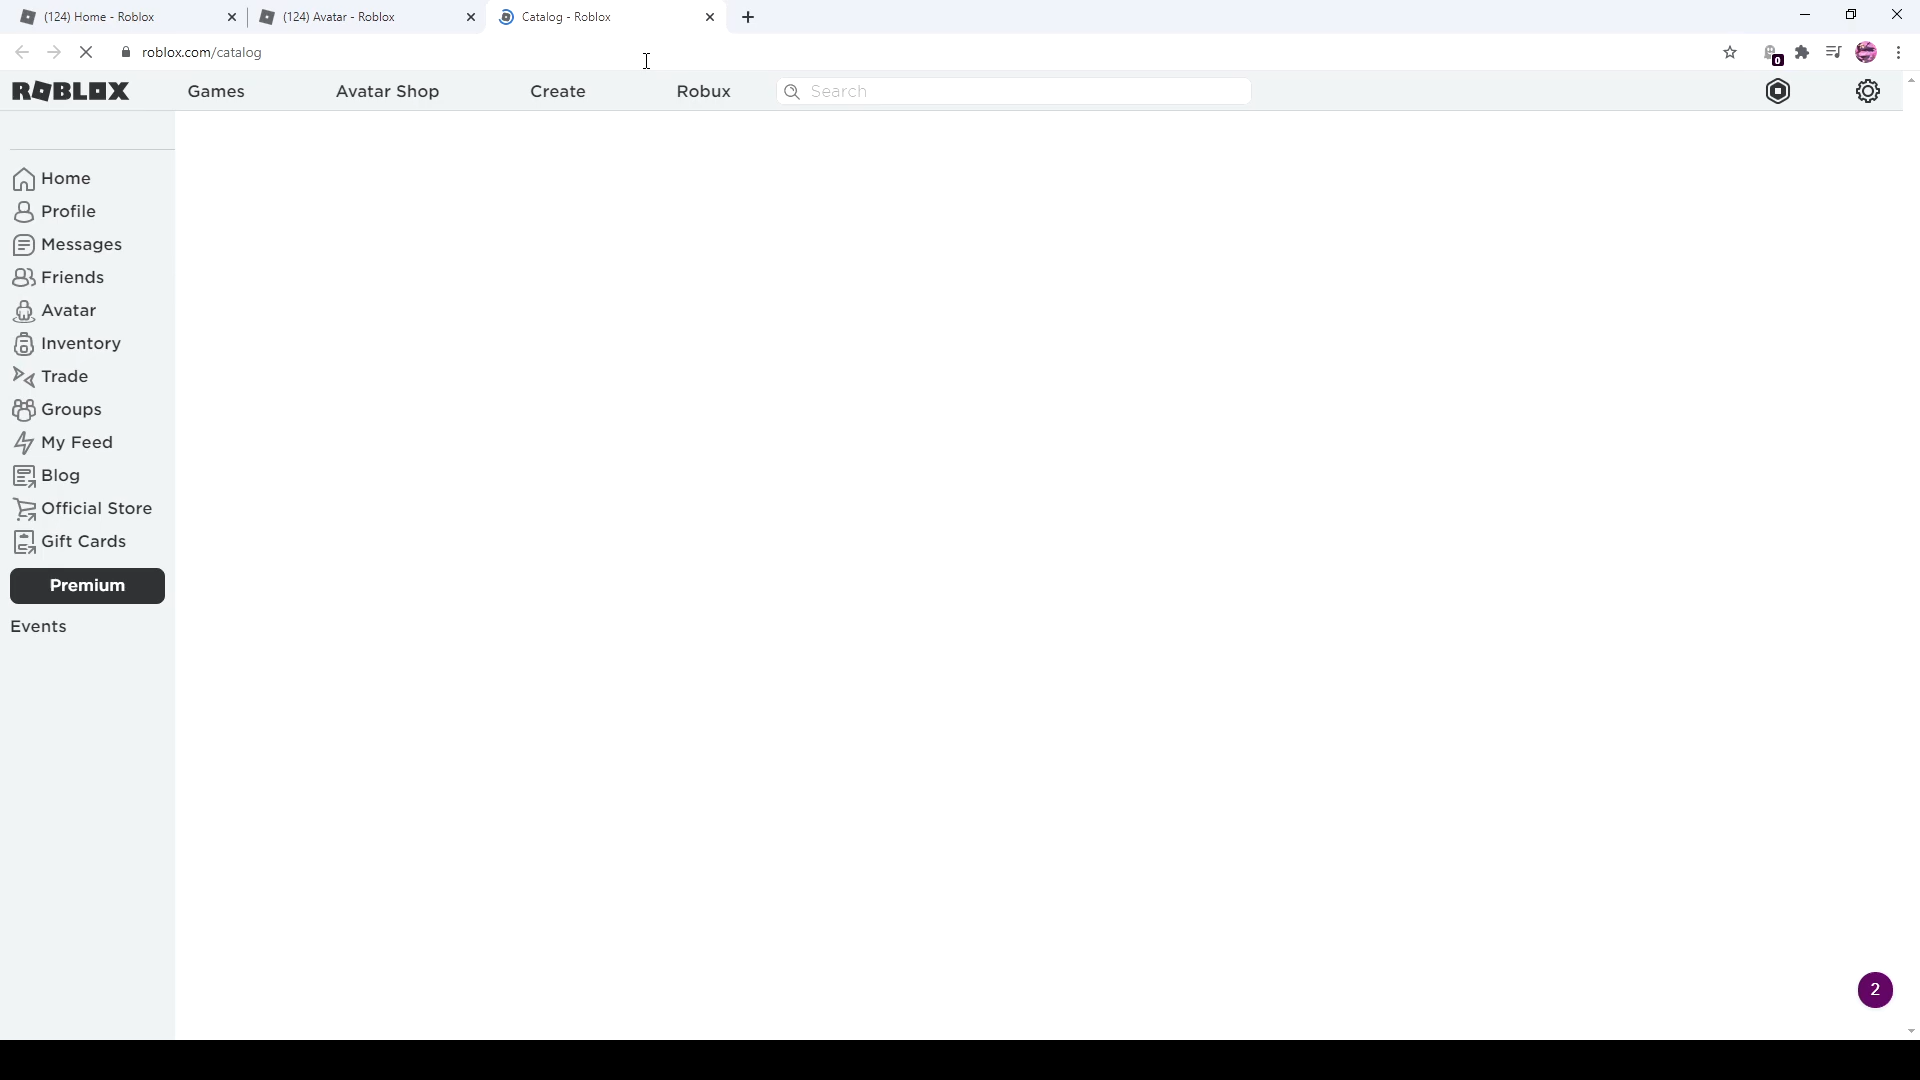 (124) Home - Roblox
(124) Avatar - Roblox
Catalog - Roblox
roblox.com/catalog
0
ROBLOX
Games
Avatar Shop
Create
Robux
Search
Home
Profile
Messages
Friends
Avatar
Inventory
Trade
Groups
My Feed
Blog
Official Store
Gift Cards
Premium
Events
2